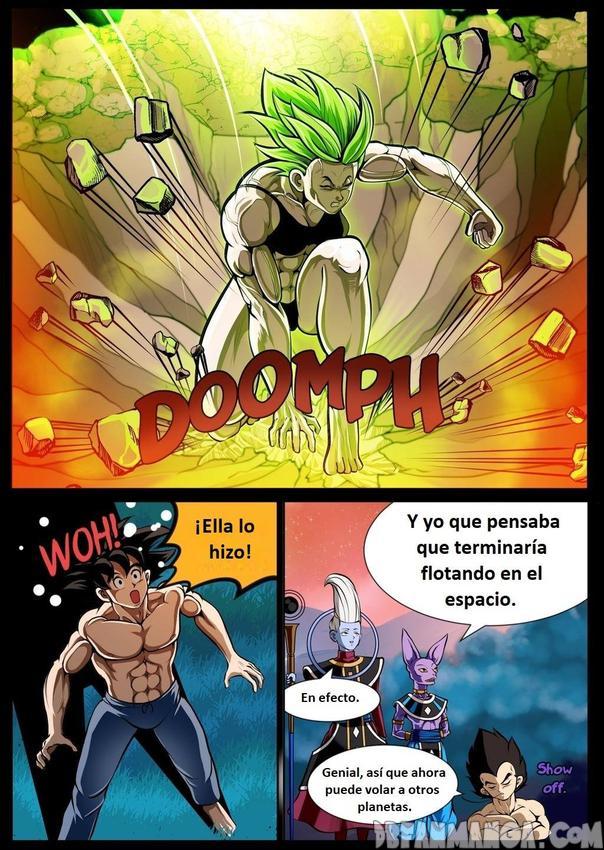 DOOMPH
WOH!
¡Ella lo
hizo!
Y yo que pensaba
que terminaría
flotando en el
espacio.
En efecto.
Genial, así que ahora
puede volar a otros
planetas.
Show
off.
DBFANMANGA.COM